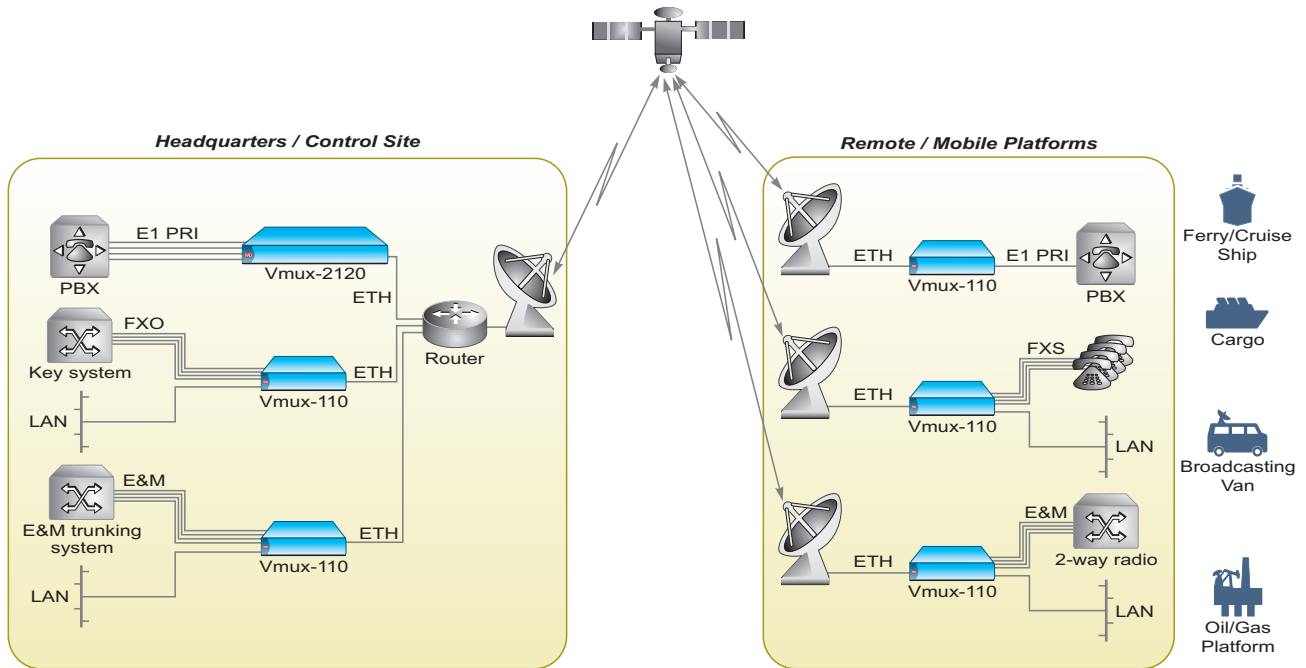 Headquarters / Control Site
E1 PRI
PBX
Vmux-2120
ETH
FXO
Key system
Vmux-110
ETH
Router
LAN
E&M
E&M trunking
system
Vmux-110
ETH
LAN
Remote / Mobile Platforms
ETH
Vmux-110
E1 PRI
PBX
FXS
ETH
Vmux-110
LAN
E&M
ETH
Vmux-110
2-way radio
LAN
Ferry/Cruise
Ship
Cargo
Broadcasting
Van
Oil/Gas
Platform